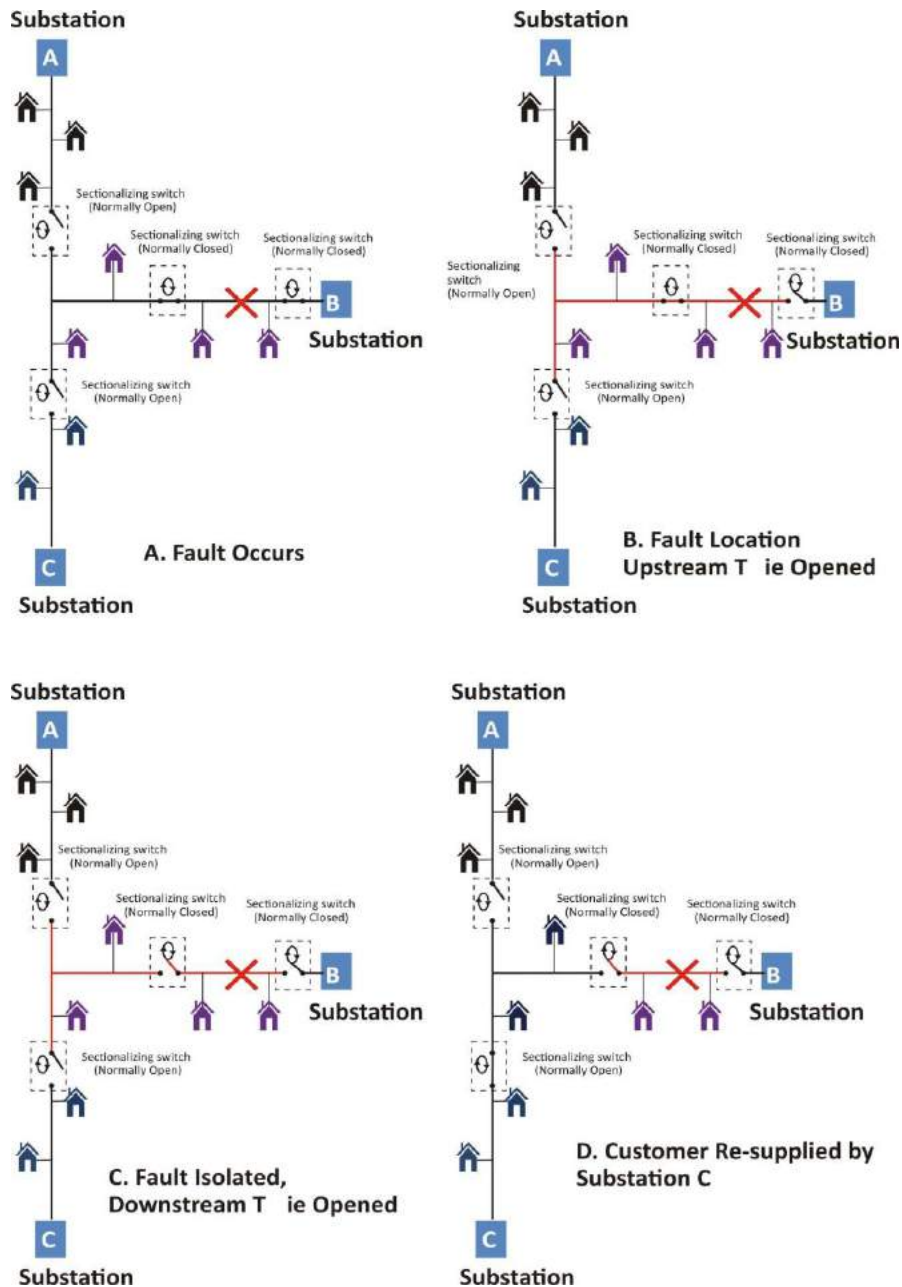 Substation
A
Sectionalizing switch
(Normally Open)
Sectionalizing switch
(Normally Closed)
Sectionalizing switch
(Normally Closed)
B
Substation
Sectionalizing switch
(Normally Open)
A. Fault Occurs
C
Substation
Substation
A
Sectionalizing switch
(Normally Open)
Sectionalizing switch
(Normally Closed)
Sectionalizing switch
(Normally Closed)
B
Substation
Sectionalizing switch
(Normally Open)
B. Fault Location
Upstream T ie Opened
C
Substation
Substation
A
Sectionalizing switch
(Normally Open)
Sectionalizing switch
(Normally Closed)
Sectionalizing switch
(Normally Closed)
B
Substation
Sectionalizing switch
(Normally Open)
C. Fault Isolated,
Downstream T ie Opened
C
Substation
Substation
A
Sectionalizing switch
(Normally Open)
Sectionalizing switch
(Normally Closed)
Sectionalizing switch
(Normally Closed)
B
Substation
Sectionalizing switch
(Normally Open)
D. Customer Re-supplied by
Substation C
C
Substation